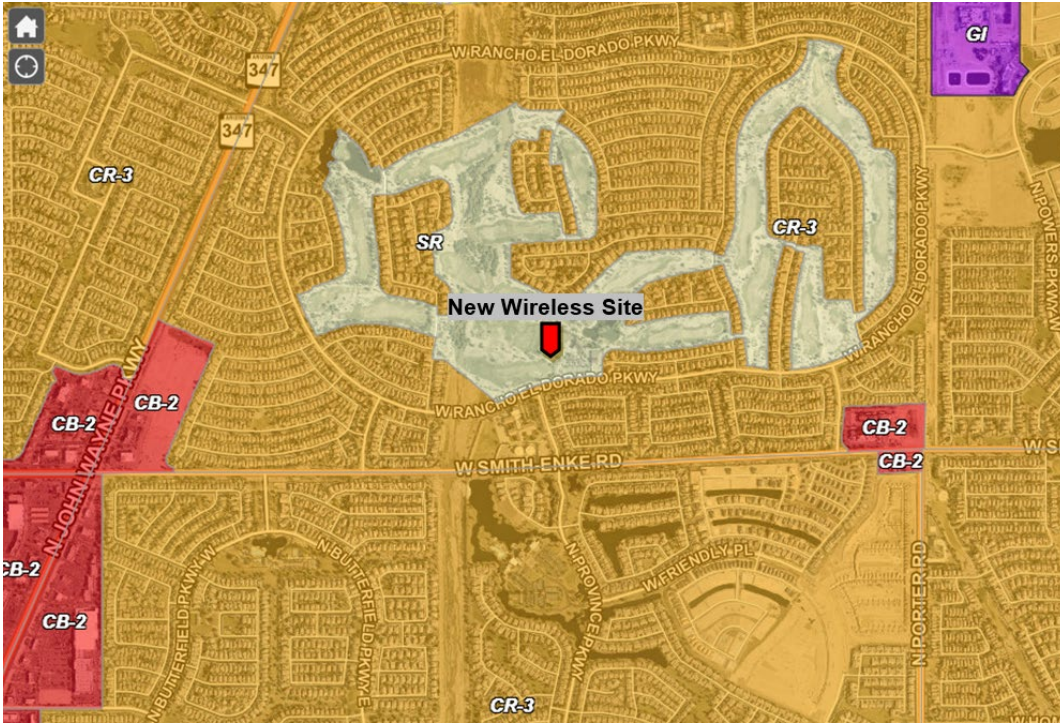 W RANCHO EL DORADO PKWY
GI
ARIZONA
347
347
CR-3
N POWERS PKWY
SR
CR-3
W RANCHO EL DORADO PKWY
New Wireless Site
W RANCHO EL DORADO PKWY
CB-2
CB-2
N JOHN WAYNE PKWY
CB-2
CB-2
W SMITH-ENKE RD
W S
CB-2
N BUTTERFIELD PKWY W
N BUTTERFIELD PKWY E
N PROVINCE PKWY
W FRIENDLY PL
N PORTER RD
CB-2
CR-3